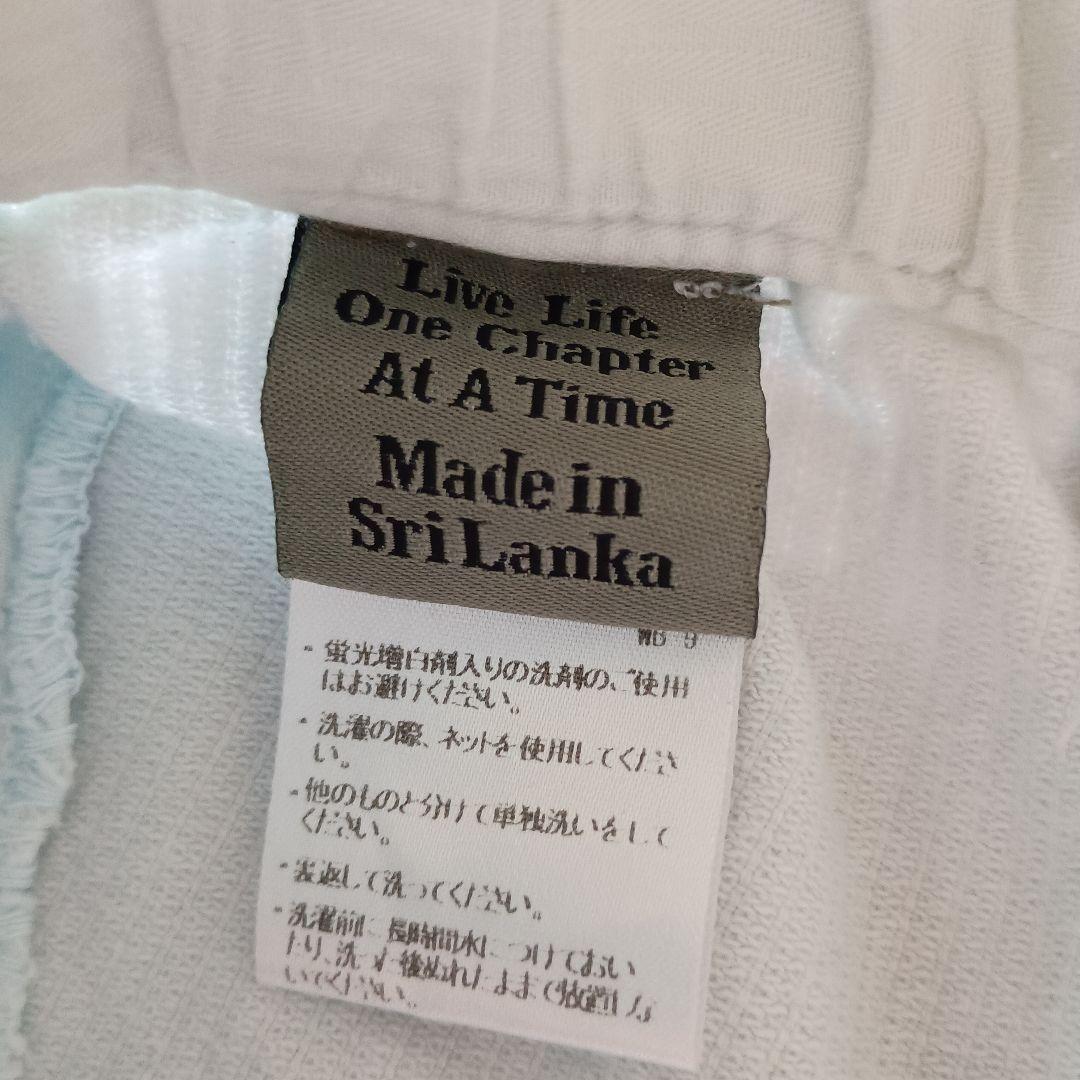 Live Life
One Chapter
At A Time
Made in
Sri Lanka
・蛍光増白剤入りの洗剤の、ご使用
はお避けください。
・洗濯の際、ネットを使用してくださ
い。
・他のものと分けて単独洗いをして
ください。
・裏返して洗ってください。
・洗濯前に長時間水につけておい
たり、洗った後ぬれたままで放置しな
いでください。